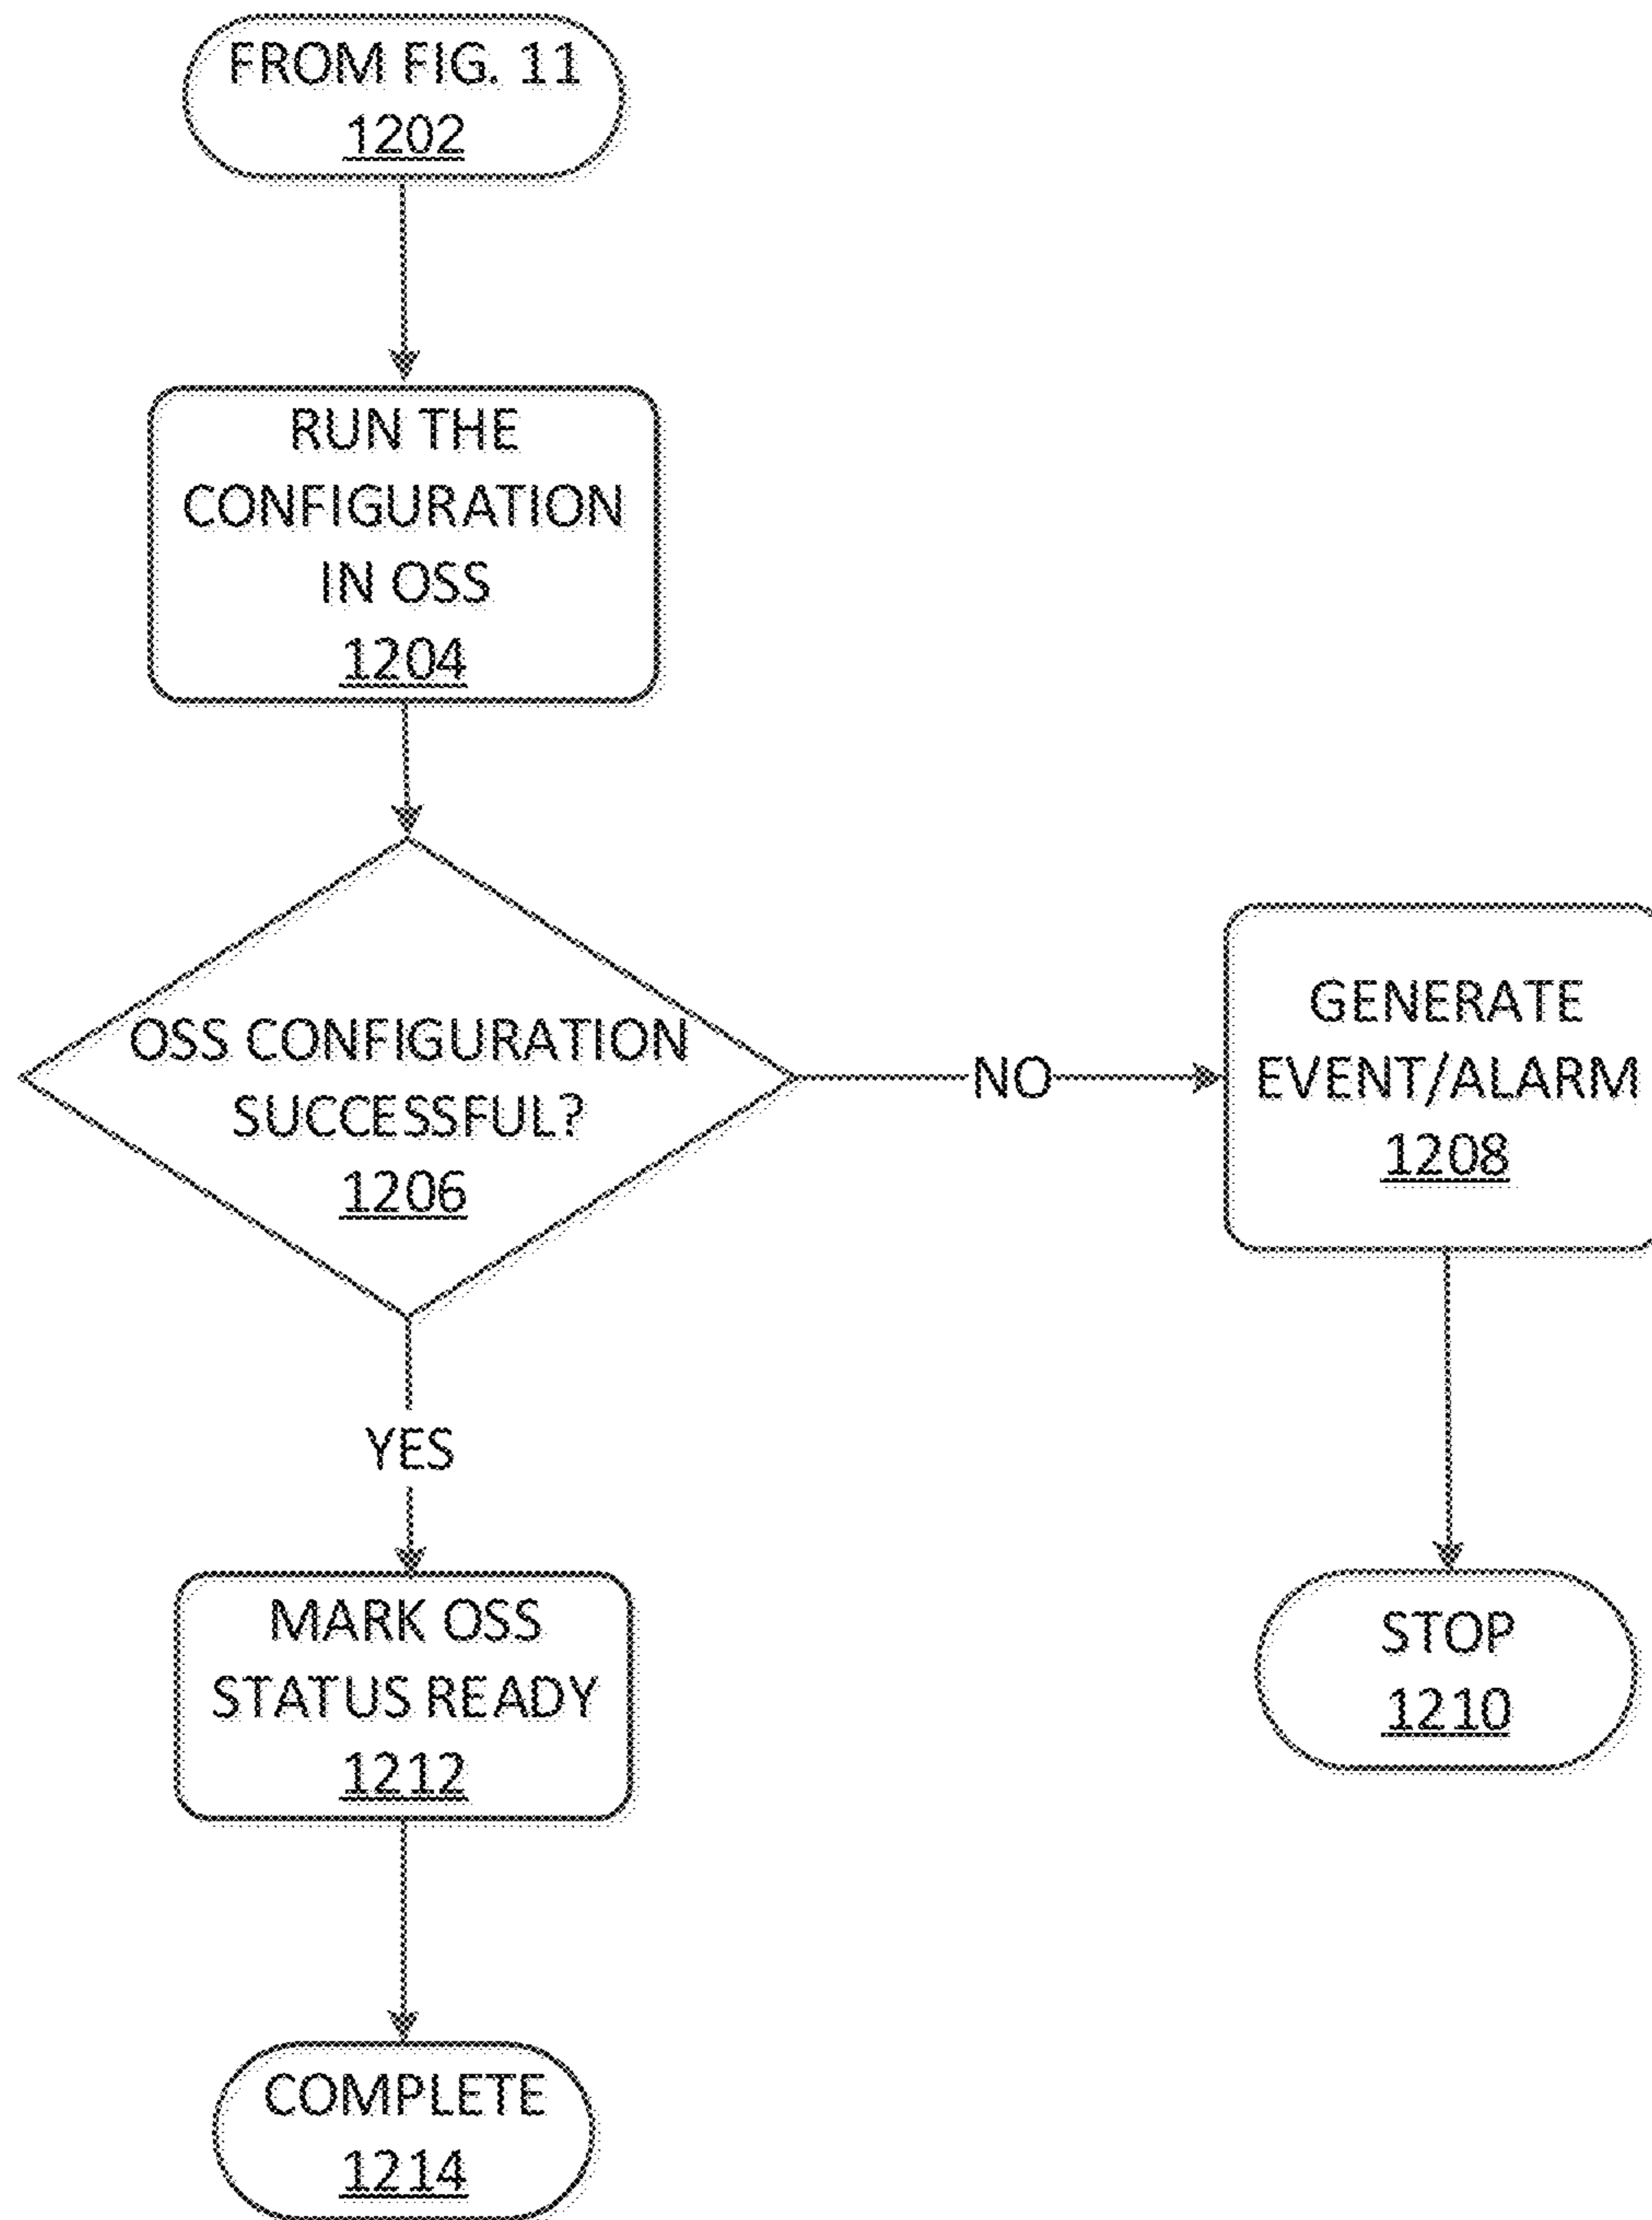 FROM FIG. 11
1202
RUN THE
CONFIGURATION
IN OSS
1204
OSS CONFIGURATION
SUCCESSFUL?
1206
NO
GENERATE
EVENT/ALARM
1208
YES
MARK OSS
STATUS READY
1212
STOP
1210
COMPLETE
1214